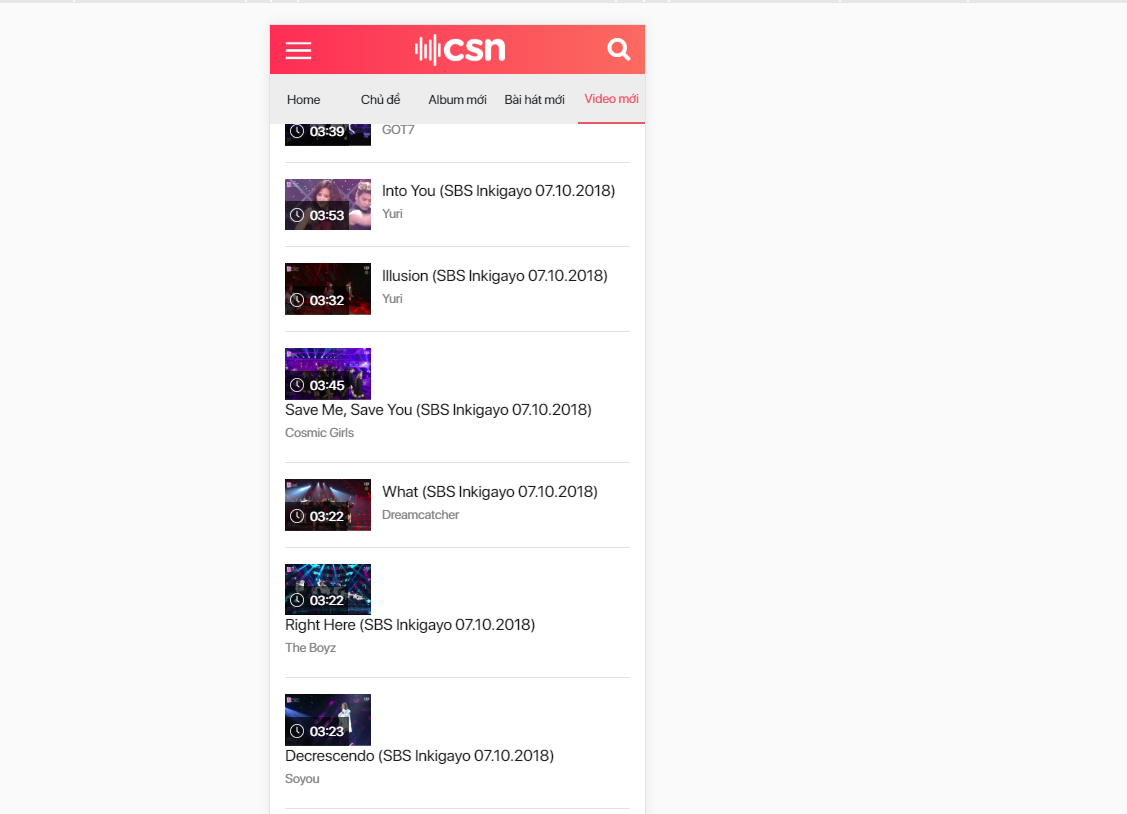 csn
Home Chủ đề Album mới Bài hát mới Video mới
03:39 GOT7
Into You (SBS Inkigayo 07.10.2018)
03:53 Yuri
Illusion (SBS Inkigayo 07.10.2018)
03:32 Yuri
03:45
Save Me, Save You (SBS Inkigayo 07.10.2018)
Cosmic Girls
What (SBS Inkigayo 07.10.2018)
03:22 Dreamcatcher
03:22
Right Here (SBS Inkigayo 07.10.2018)
The Boyz
03:23
Decrescendo (SBS Inkigayo 07.10.2018)
Soyou